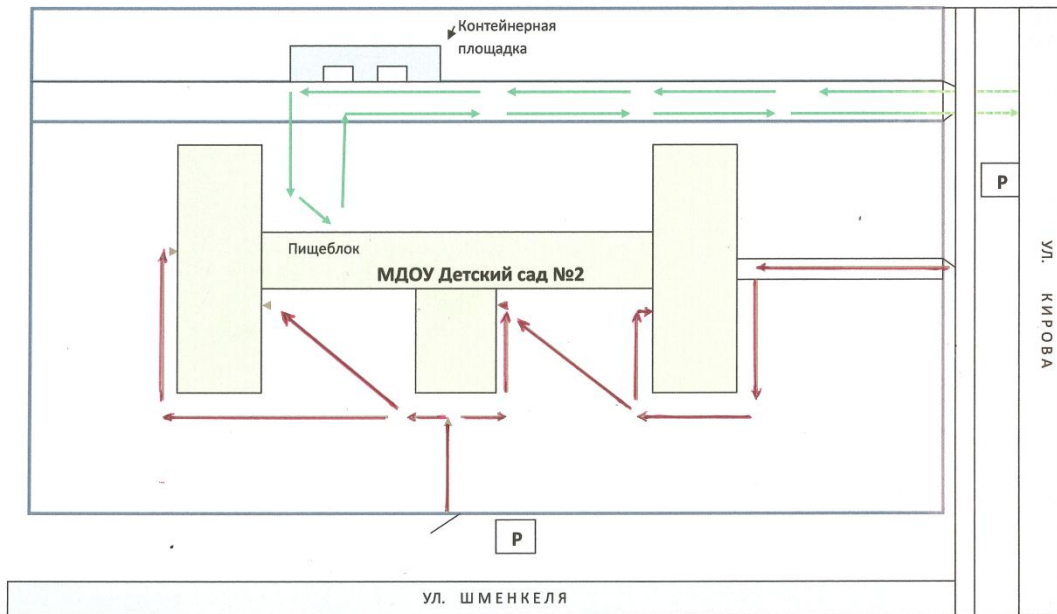 Контейнерная
площадка
Р
Пищеблок
МДОУ Детский сад №2
УЛ. КИРОВА
Р
УЛ. ШМЕНКЕЛЯ